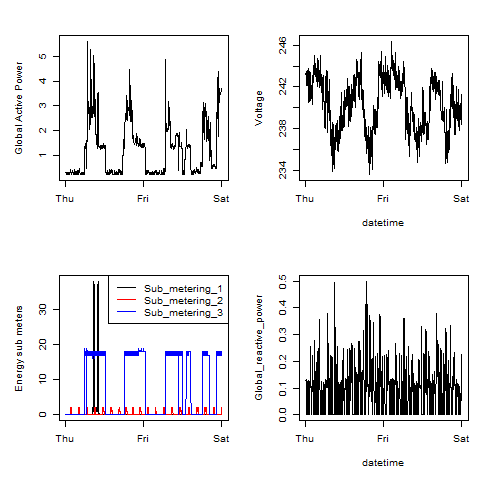 Global Active Power
5
4
3
2
1
Thu Fri Sat
Voltage
246
242
238
234
Thu Fri Sat
datetime
Energy sub meters
30
20
10
0
Sub_metering_1
Sub_metering_2
Sub_metering_3
Thu Fri Sat
Global_reactive_power
0.5
0.4
0.3
0.2
0.1
0.0
Thu Fri Sat
datetime